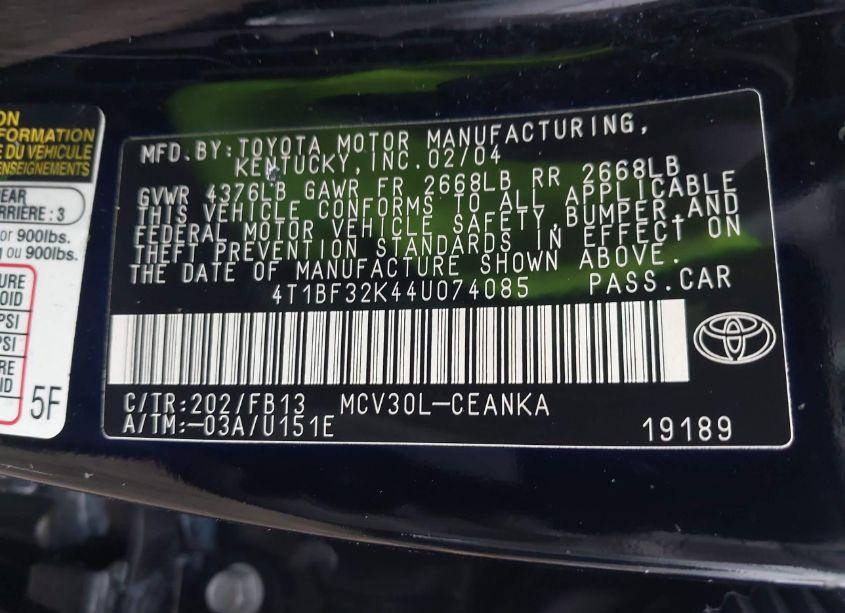 ON
FORMATION
E DU VÉHICULE
ENSEIGNEMENTS
EAR
RRIÈRE : 3
or 900lbs.
ou 900lbs.
URE
OID
PSI
PSI
RE
OID
5F
MFD.BY:TOYOTA MOTOR MANUFACTURING,
KENTUCKY,INC.02/04
GVWR 4376LB GAWR FR 2668LB RR 2668LB
THIS VEHICLE CONFORMS TO ALL APPLICABLE
FEDERAL MOTOR VEHICLE SAFETY,BUMPER,AND
THEFT PREVENTION STANDARDS IN EFFECT ON
THE DATE OF MANUFACTURE SHOWN ABOVE.
4T1BF32K44U074085 PASS.CAR
C/TR:202/FB13 MCV30L-CEANKA
A/TM:-03A/U151E 19189